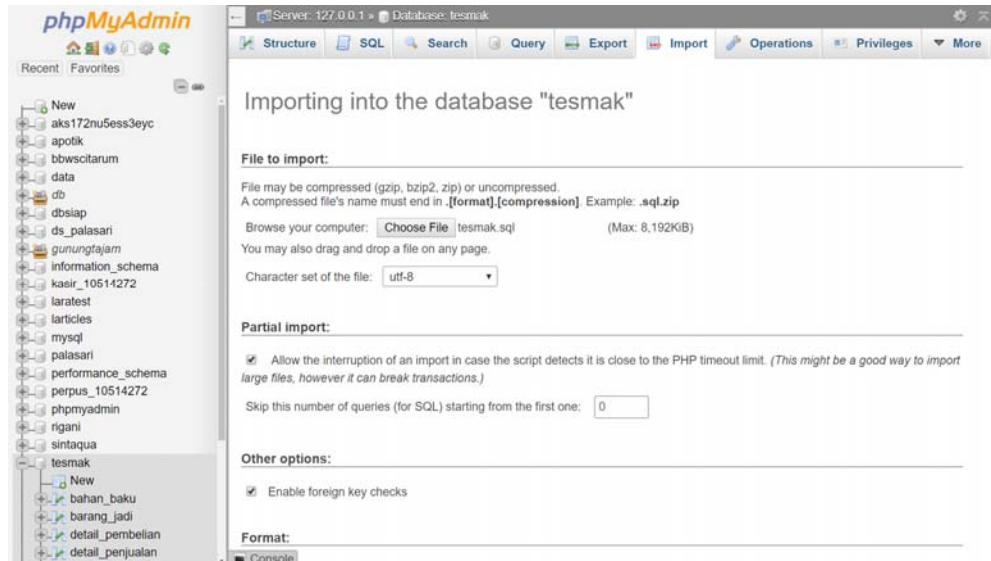 phpMyAdmin
Recent Favorites
New
aks172nu5ess3eyc
apotik
bbwscitarum
data
db
dbsiap
ds_palasari
gunungtajam
information_schema
kasir_10514272
laratest
larticles
mysql
palasari
performance_schema
perpus_10514272
phpmyadmin
rigani
sintaqua
tesmak
New
bahan_baku
barang_jadi
detail_pembelian
detail_penjualan
Server: 127.0.0.1 » Database: tesmak
Structure SQL Search Query Export Import Operations Privileges More
Importing into the database "tesmak"
File to import:
File may be compressed (gzip, bzip2, zip) or uncompressed.
A compressed file's name must end in .[format].[compression]. Example: .sql.zip
Browse your computer: Choose File tesmak.sql (Max: 8,192KiB)
You may also drag and drop a file on any page.
Character set of the file: utf-8
Partial import:
Allow the interruption of an import in case the script detects it is close to the PHP timeout limit. (This might be a good way to import
large files, however it can break transactions.)
Skip this number of queries (for SQL) starting from the first one: 0
Other options:
Enable foreign key checks
Format:
Console